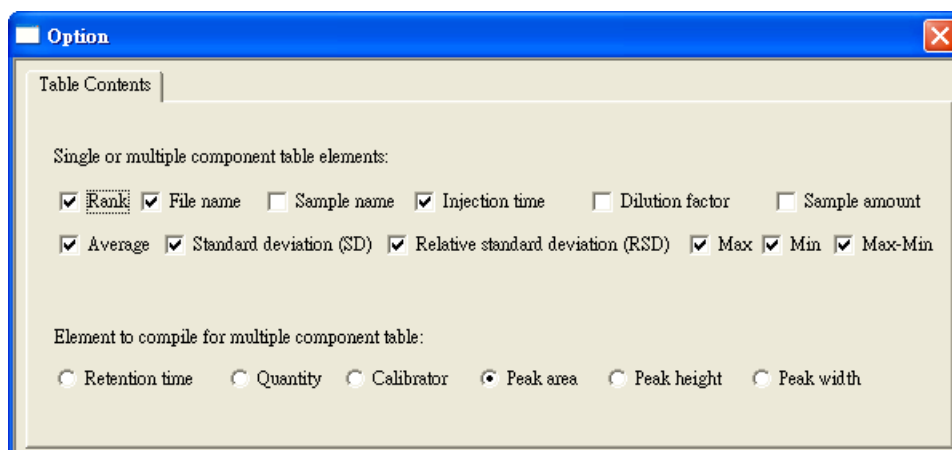 Option
Table Contents
Single or multiple component table elements:
Rank File name Sample name Injection time Dilution factor Sample amount
Average Standard deviation (SD) Relative standard deviation (RSD) Max Min Max-Min
Element to compile for multiple component table:
Retention time Quantity Calibrator Peak area Peak height Peak width